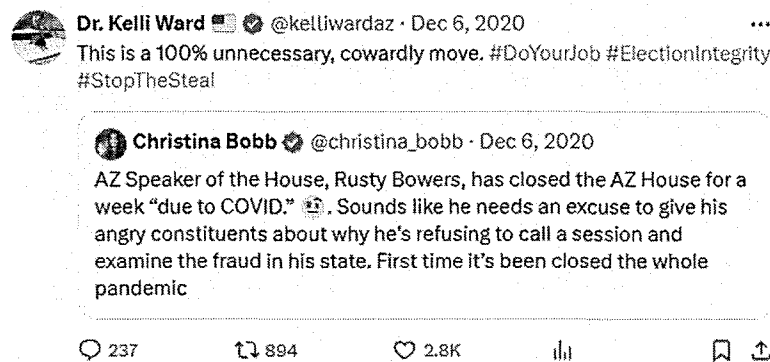 Dr. Kelli Ward 🇺🇸 @kelliwardaz · Dec 6, 2020
This is a 100% unnecessary, cowardly move. #DoYourJob #ElectionIntegrity
#StopTheSteal
Christina Bobb @christina_bobb · Dec 6, 2020
AZ Speaker of the House, Rusty Bowers, has closed the AZ House for a
week “due to COVID.” 🤨. Sounds like he needs an excuse to give his
angry constituents about why he's refusing to call a session and
examine the fraud in his state. First time it’s been closed the whole
pandemic
237 894 2.8K